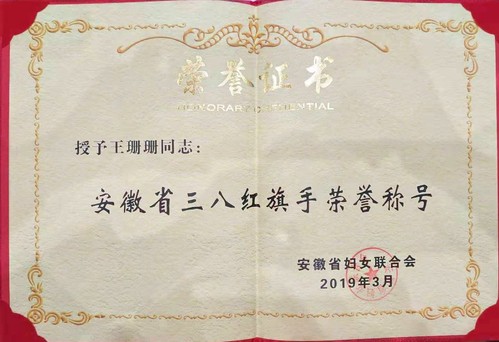 荣誉证书
HONORARY CREDENTIAL
授予王珊珊同志：
安徽省三八红旗手荣誉称号
安徽省妇女联合会
2019年3月